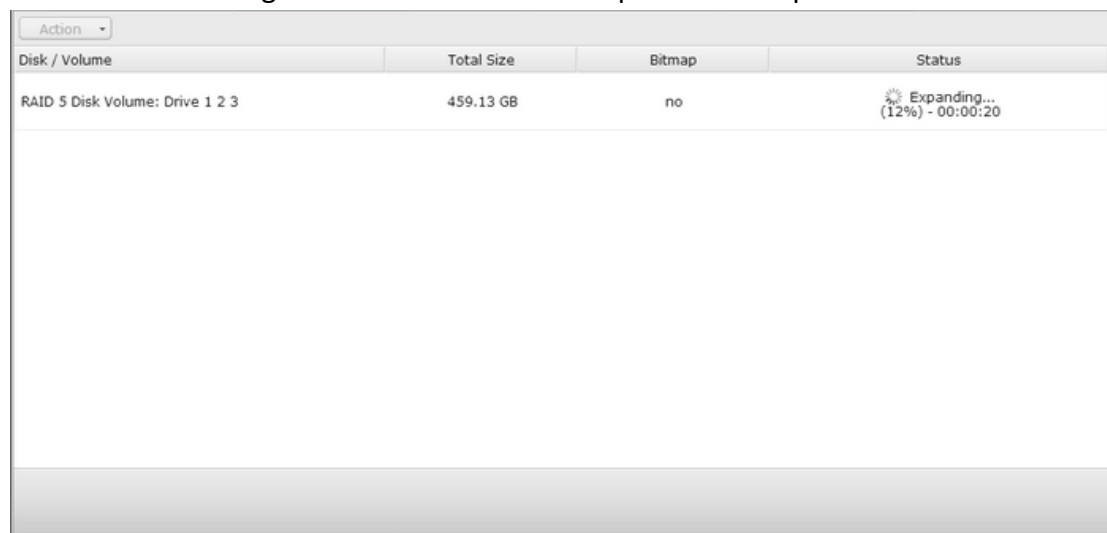 Action
Disk / Volume Total Size Bitmap Status
RAID 5 Disk Volume: Drive 1 2 3 459.13 GB no Expanding...
(12%) - 00:00:20